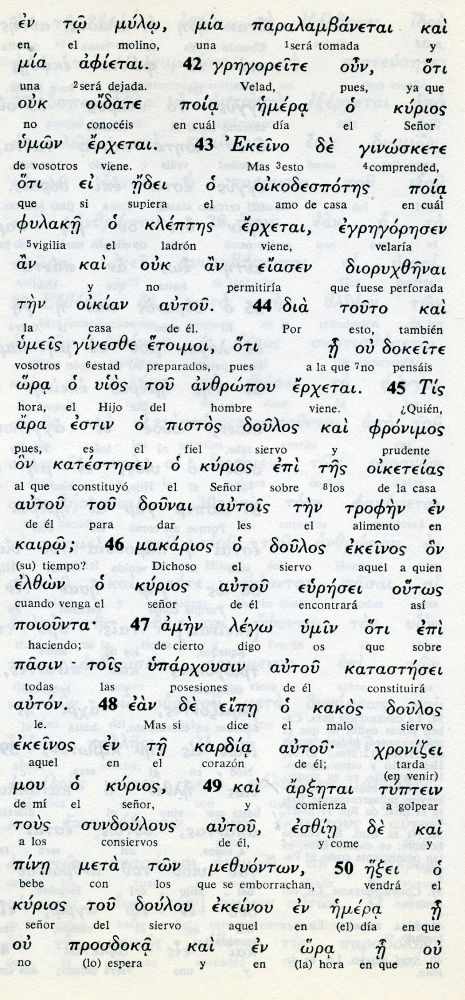 ἐν τῷ μύλῳ, μία παραλαμβάνεται καὶ
en el molino, una ¹será tomada y
μία ἀφίεται. 42 γρηγορεῖτε οὖν, ὅτι
una ²será dejada. Velad, pues, ya que
οὐκ οἴδατε ποίᾳ ἡμέρᾳ ὁ κύριος
no conocéis en cuál día el Señor
ὑμῶν ἔρχεται. 43 Ἐκεῖνο δὲ γινώσκετε
de vosotros viene. Mas ³esto ⁴comprended,
ὅτι εἰ ᾔδει ὁ οἰκοδεσπότης ποίᾳ
que si supiera el amo de casa en cuál
φυλακῇ ὁ κλέπτης ἔρχεται, ἐγρηγόρησεν
⁵vigilia el ladrón viene, velaría
ἂν καὶ οὐκ ἂν εἴασεν διορυχθῆναι
y no permitiría que fuese perforada
τὴν οἰκίαν αὐτοῦ. 44 διὰ τοῦτο καὶ
la casa de él. Por esto, también
ὑμεῖς γίνεσθε ἕτοιμοι, ὅτι ᾗ οὐ δοκεῖτε
vosotros ⁶estad preparados, pues a la que ⁷no pensáis
ὥρᾳ ὁ υἱὸς τοῦ ἀνθρώπου ἔρχεται. 45 Τίς
hora, el Hijo del hombre viene. ¿Quién,
ἄρα ἐστιν ὁ πιστὸς δοῦλος καὶ φρόνιμος
pues, es el fiel siervo y prudente
ὃν κατέστησεν ὁ κύριος ἐπὶ τῆς οἰκετείας
al que constituyó el Señor sobre ⁸los de la casa
αὐτοῦ τοῦ δοῦναι αὐτοῖς τὴν τροφὴν ἐν
de él para dar les el alimento en
καιρῷ; 46 μακάριος ὁ δοῦλος ἐκεῖνος ὃν
(su) tiempo? Dichoso el siervo aquel a quien
ἐλθὼν ὁ κύριος αὐτοῦ εὑρήσει οὕτως
cuando venga el señor de él encontrará así
ποιοῦντα· 47 ἀμὴν λέγω ὑμῖν ὅτι ἐπὶ
haciendo; de cierto digo os que sobre
πᾶσιν τοῖς ὑπάρχουσιν αὐτοῦ καταστήσει
todas las posesiones de él constituirá
αὐτόν. 48 ἐὰν δὲ εἴπῃ ὁ κακὸς δοῦλος
le. Mas si dice el malo siervo
ἐκεῖνος ἐν τῇ καρδίᾳ αὐτοῦ· χρονίζει
aquel en el corazón de él; tarda
(en venir)
μου ὁ κύριος, 49 καὶ ἄρξηται τύπτειν
de mí el señor, y comienza a golpear
τοὺς συνδούλους αὐτοῦ, ἐσθίῃ δὲ καὶ
a los consiervos de él, y come y
πίνῃ μετὰ τῶν μεθυόντων, 50 ἥξει ὁ
bebe con los que se emborrachan, vendrá el
κύριος τοῦ δούλου ἐκείνου ἐν ἡμέρᾳ ᾗ
señor del siervo aquel en (el) día en que
οὐ προσδοκᾷ καὶ ἐν ὥρᾳ ᾗ οὐ
no (lo) espera y en (la) hora en que no